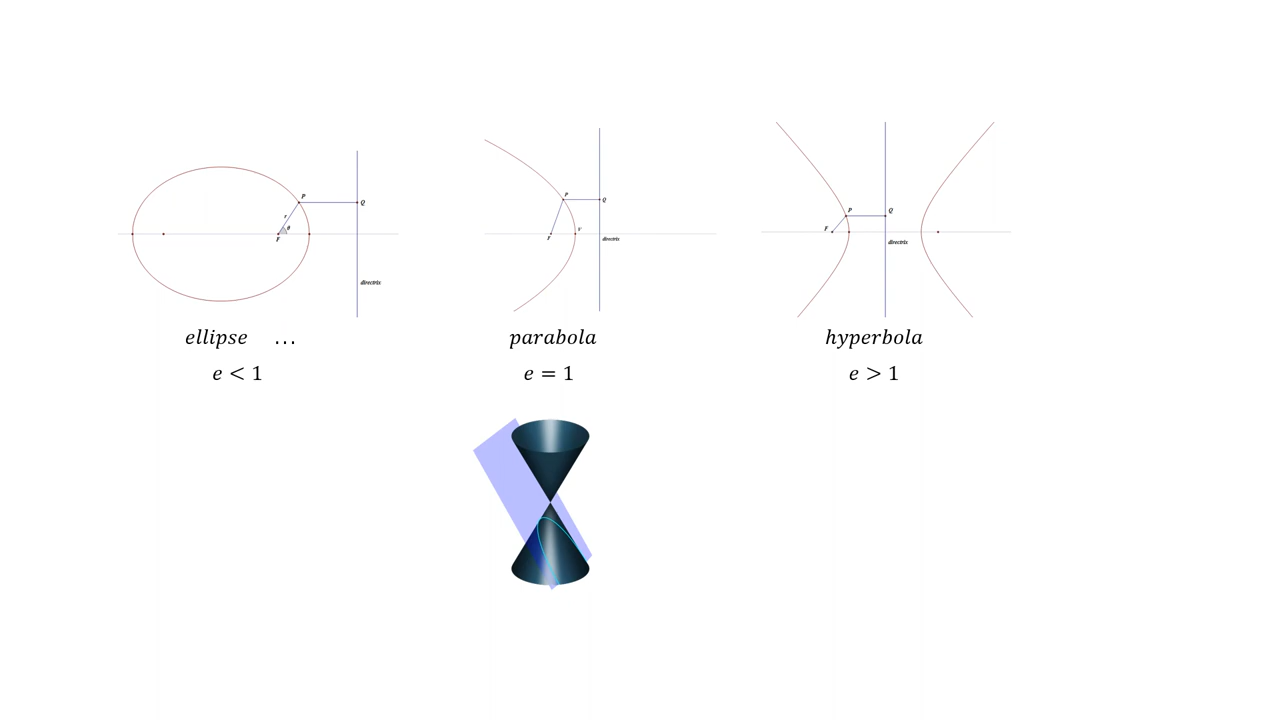 P
Q
r
θ
F
directrix
P
Q
F
V
directrix
P
Q
F
directrix
ellipse ... parabola hyperbola
e < 1 e = 1 e > 1